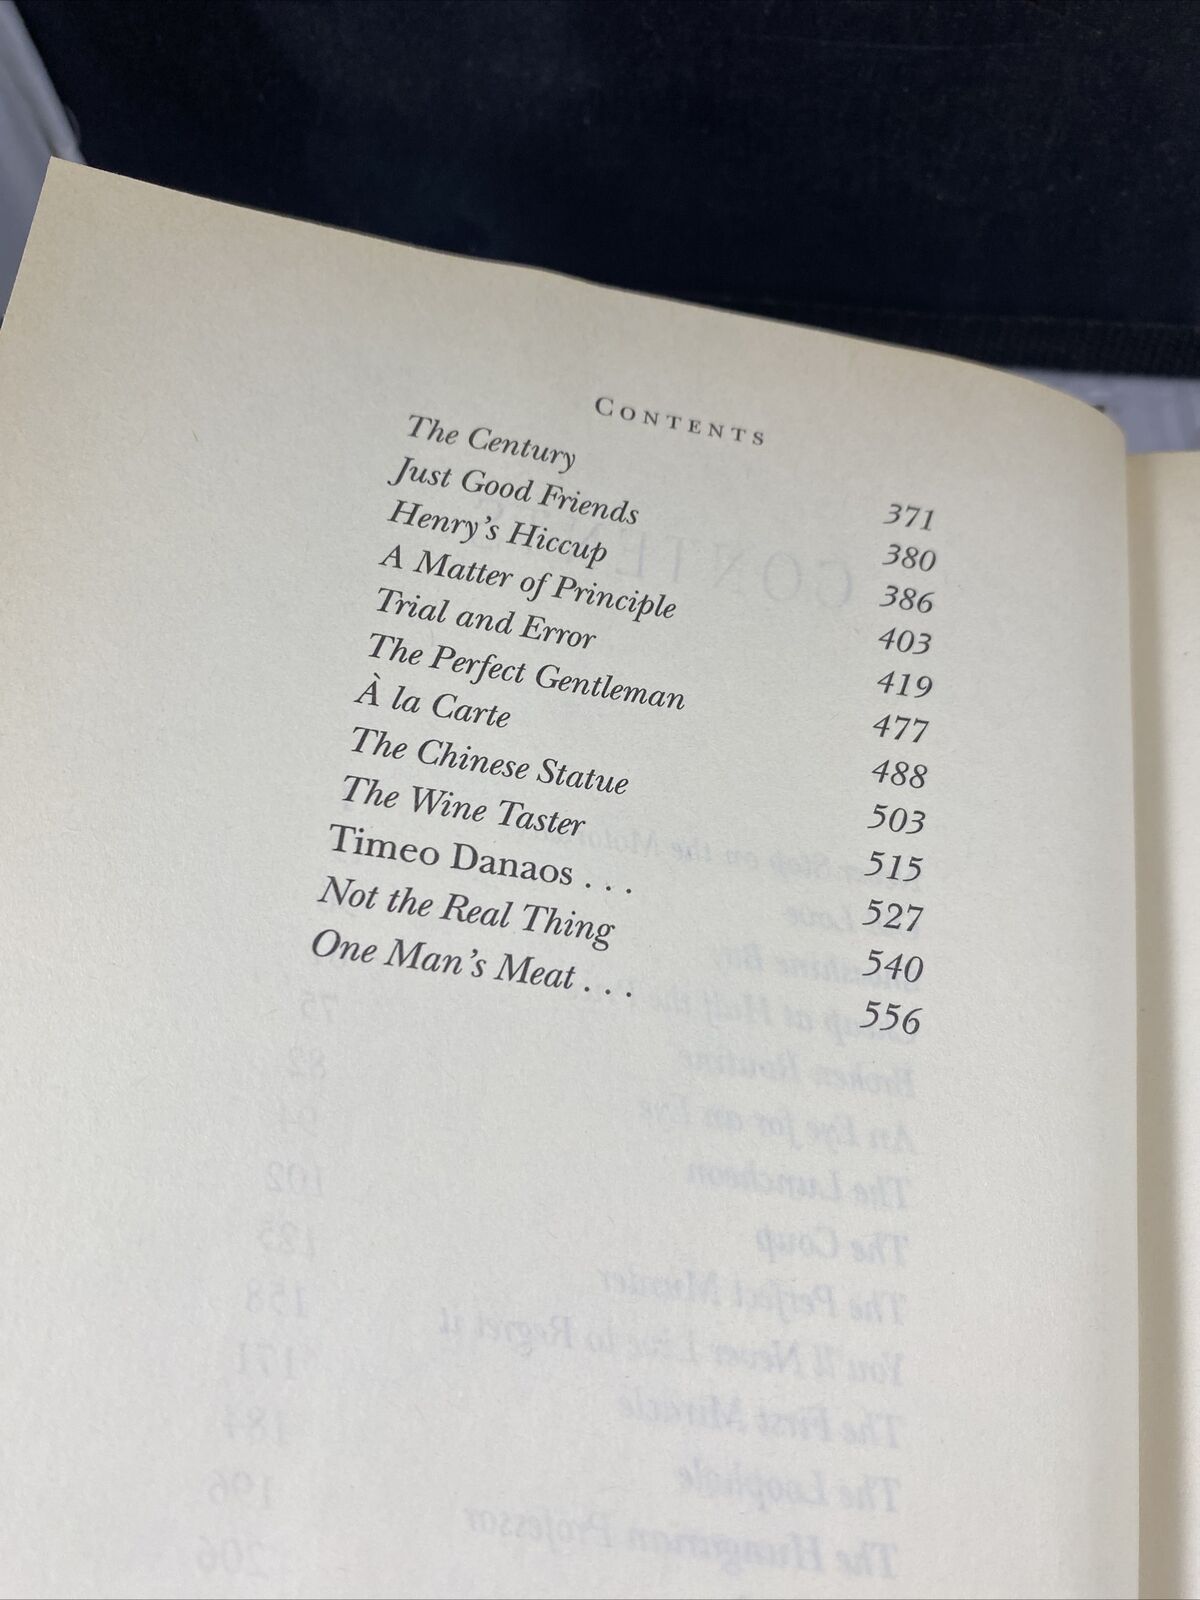 CONTENTS
The Century 371
Just Good Friends 380
Henry's Hiccup 386
A Matter of Principle 403
Trial and Error 419
The Perfect Gentleman 477
À la Carte 488
The Chinese Statue 503
The Wine Taster 515
Timeo Danaos . . . 527
Not the Real Thing 540
One Man's Meat . . . 556